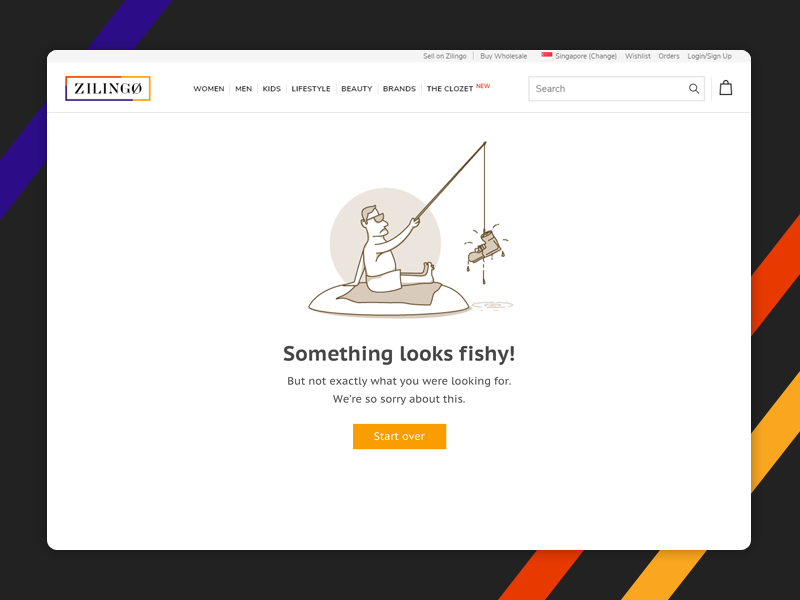 Sell on Zilingo Buy Wholesale Singapore (Change) Wishlist Orders Login/Sign Up
ZILINGØ WOMEN MEN KIDS LIFESTYLE BEAUTY BRANDS THE CLOZET NEW Search
Something looks fishy!
But not exactly what you were looking for.
We're so sorry about this.
Start over